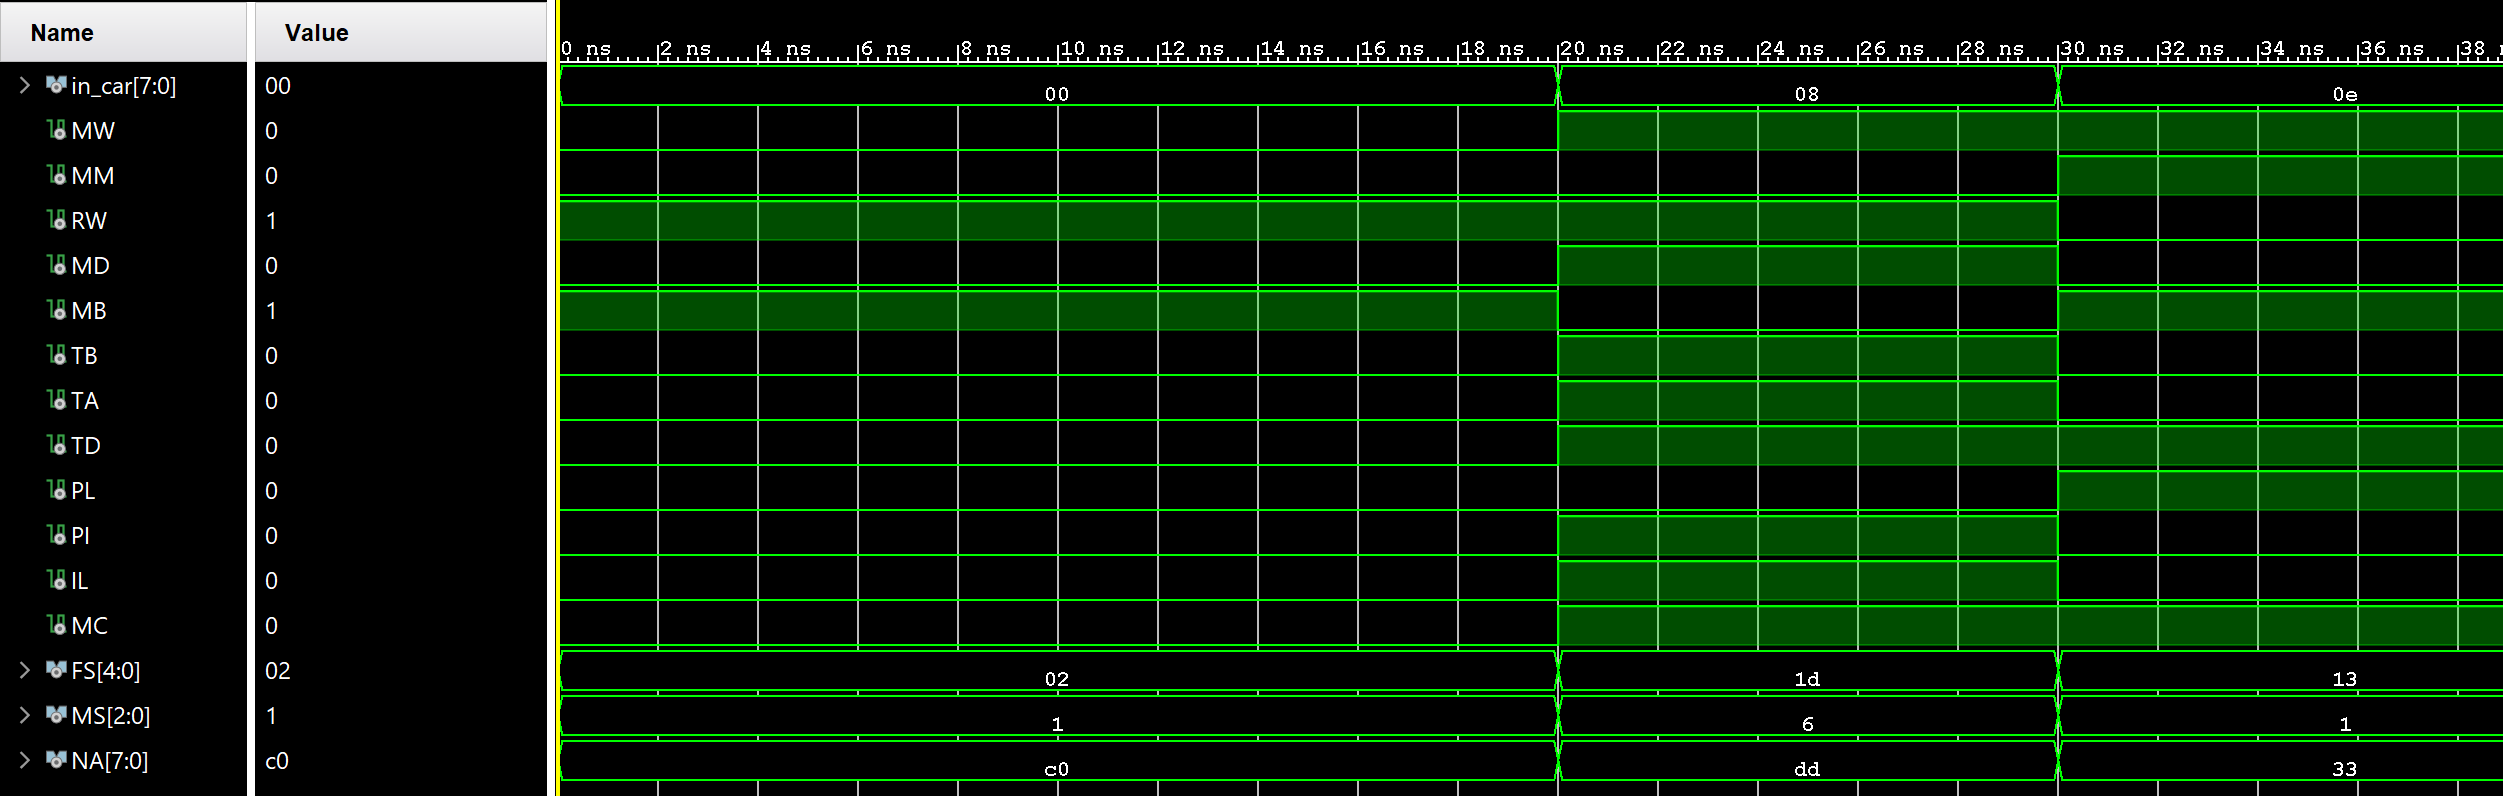 Name Value
0 ns 2 ns 4 ns 6 ns 8 ns 10 ns 12 ns 14 ns 16 ns 18 ns 20 ns 22 ns 24 ns 26 ns 28 ns 30 ns 32 ns 34 ns 36 ns 38
in_car[7:0] 00 00 08 0e
MW 0
MM 0
RW 1
MD 0
MB 1
TB 0
TA 0
TD 0
PL 0
PI 0
IL 0
MC 0
FS[4:0] 02 02 1d 13
MS[2:0] 1 1 6 1
NA[7:0] c0 c0 dd 33